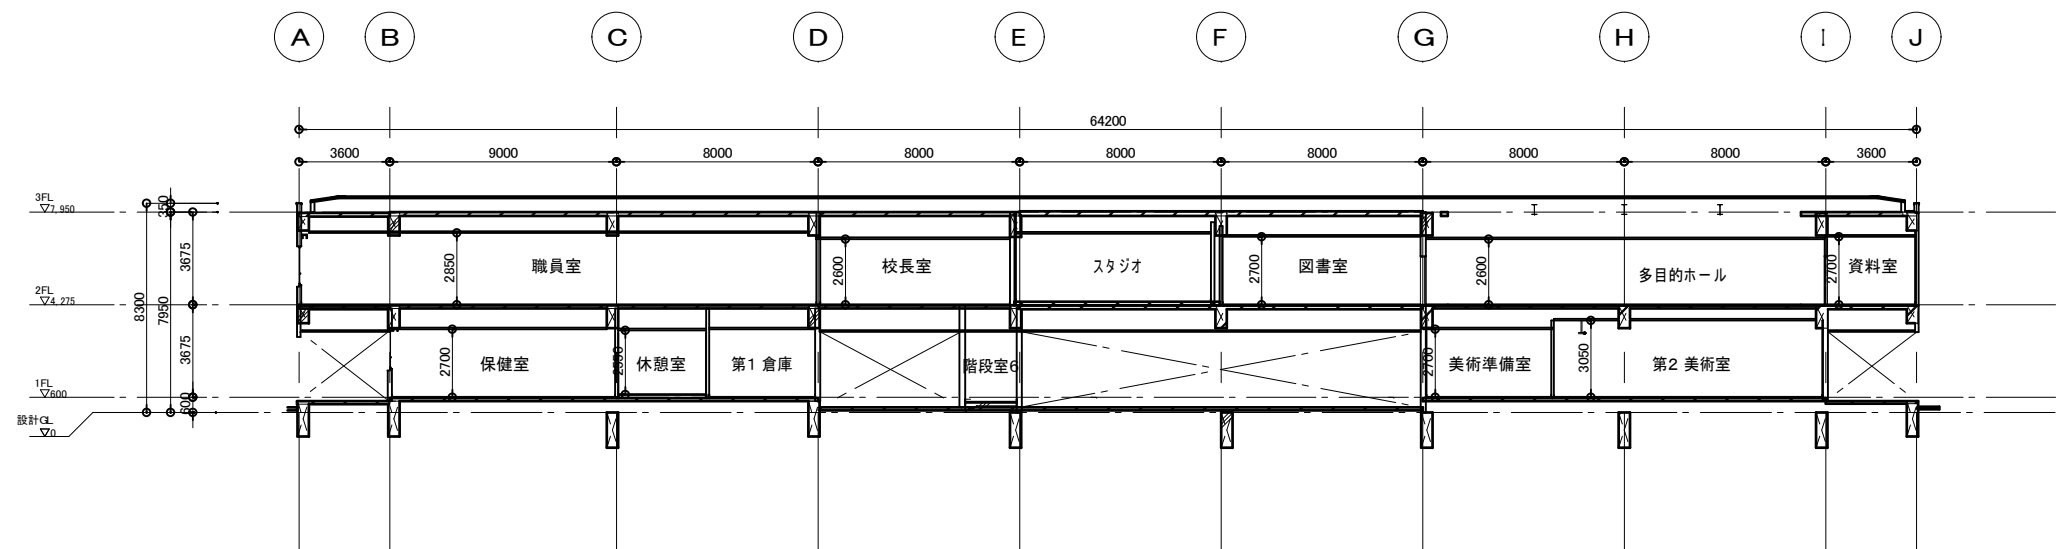 A B C D E F G H I J
64200
3600 9000 8000 8000 8000 8000 8000 8000 3600
3FL
▽7,950
350
3675
2FL
▽4,275
8300
7950
3675
1FL
▽600
600
設計GL
▽0
2850
職員室
2600
校長室
スタジオ
2700
図書室
2600
多目的ホール
2700
資料室
2700
保健室
休憩室
第1 倉庫
階段室6
2700
美術準備室
3050
第2 美術室